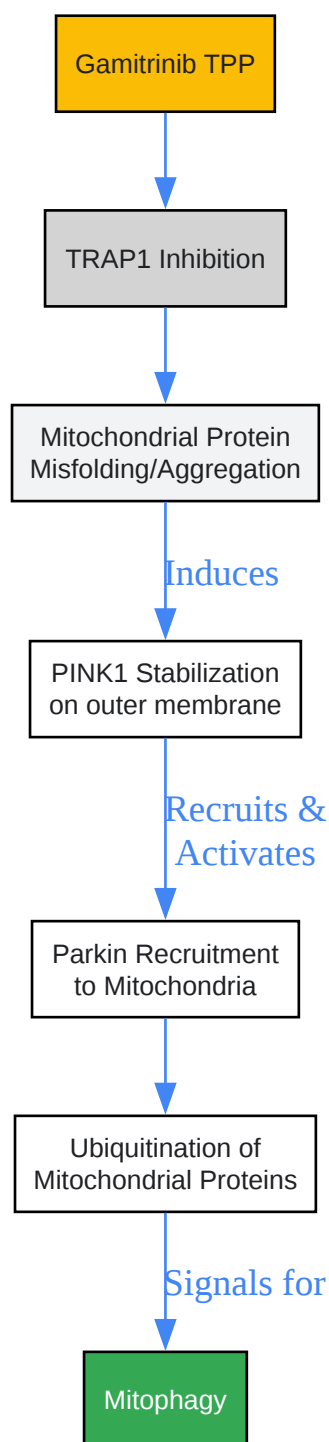 Gamitrinib TPP
TRAP1 Inhibition
Mitochondrial Protein
Misfolding/Aggregation
Induces
PINK1 Stabilization
on outer membrane
Recruits &
Activates
Parkin Recruitment
to Mitochondria
Ubiquitination of
Mitochondrial Proteins
Signals for
Mitophagy